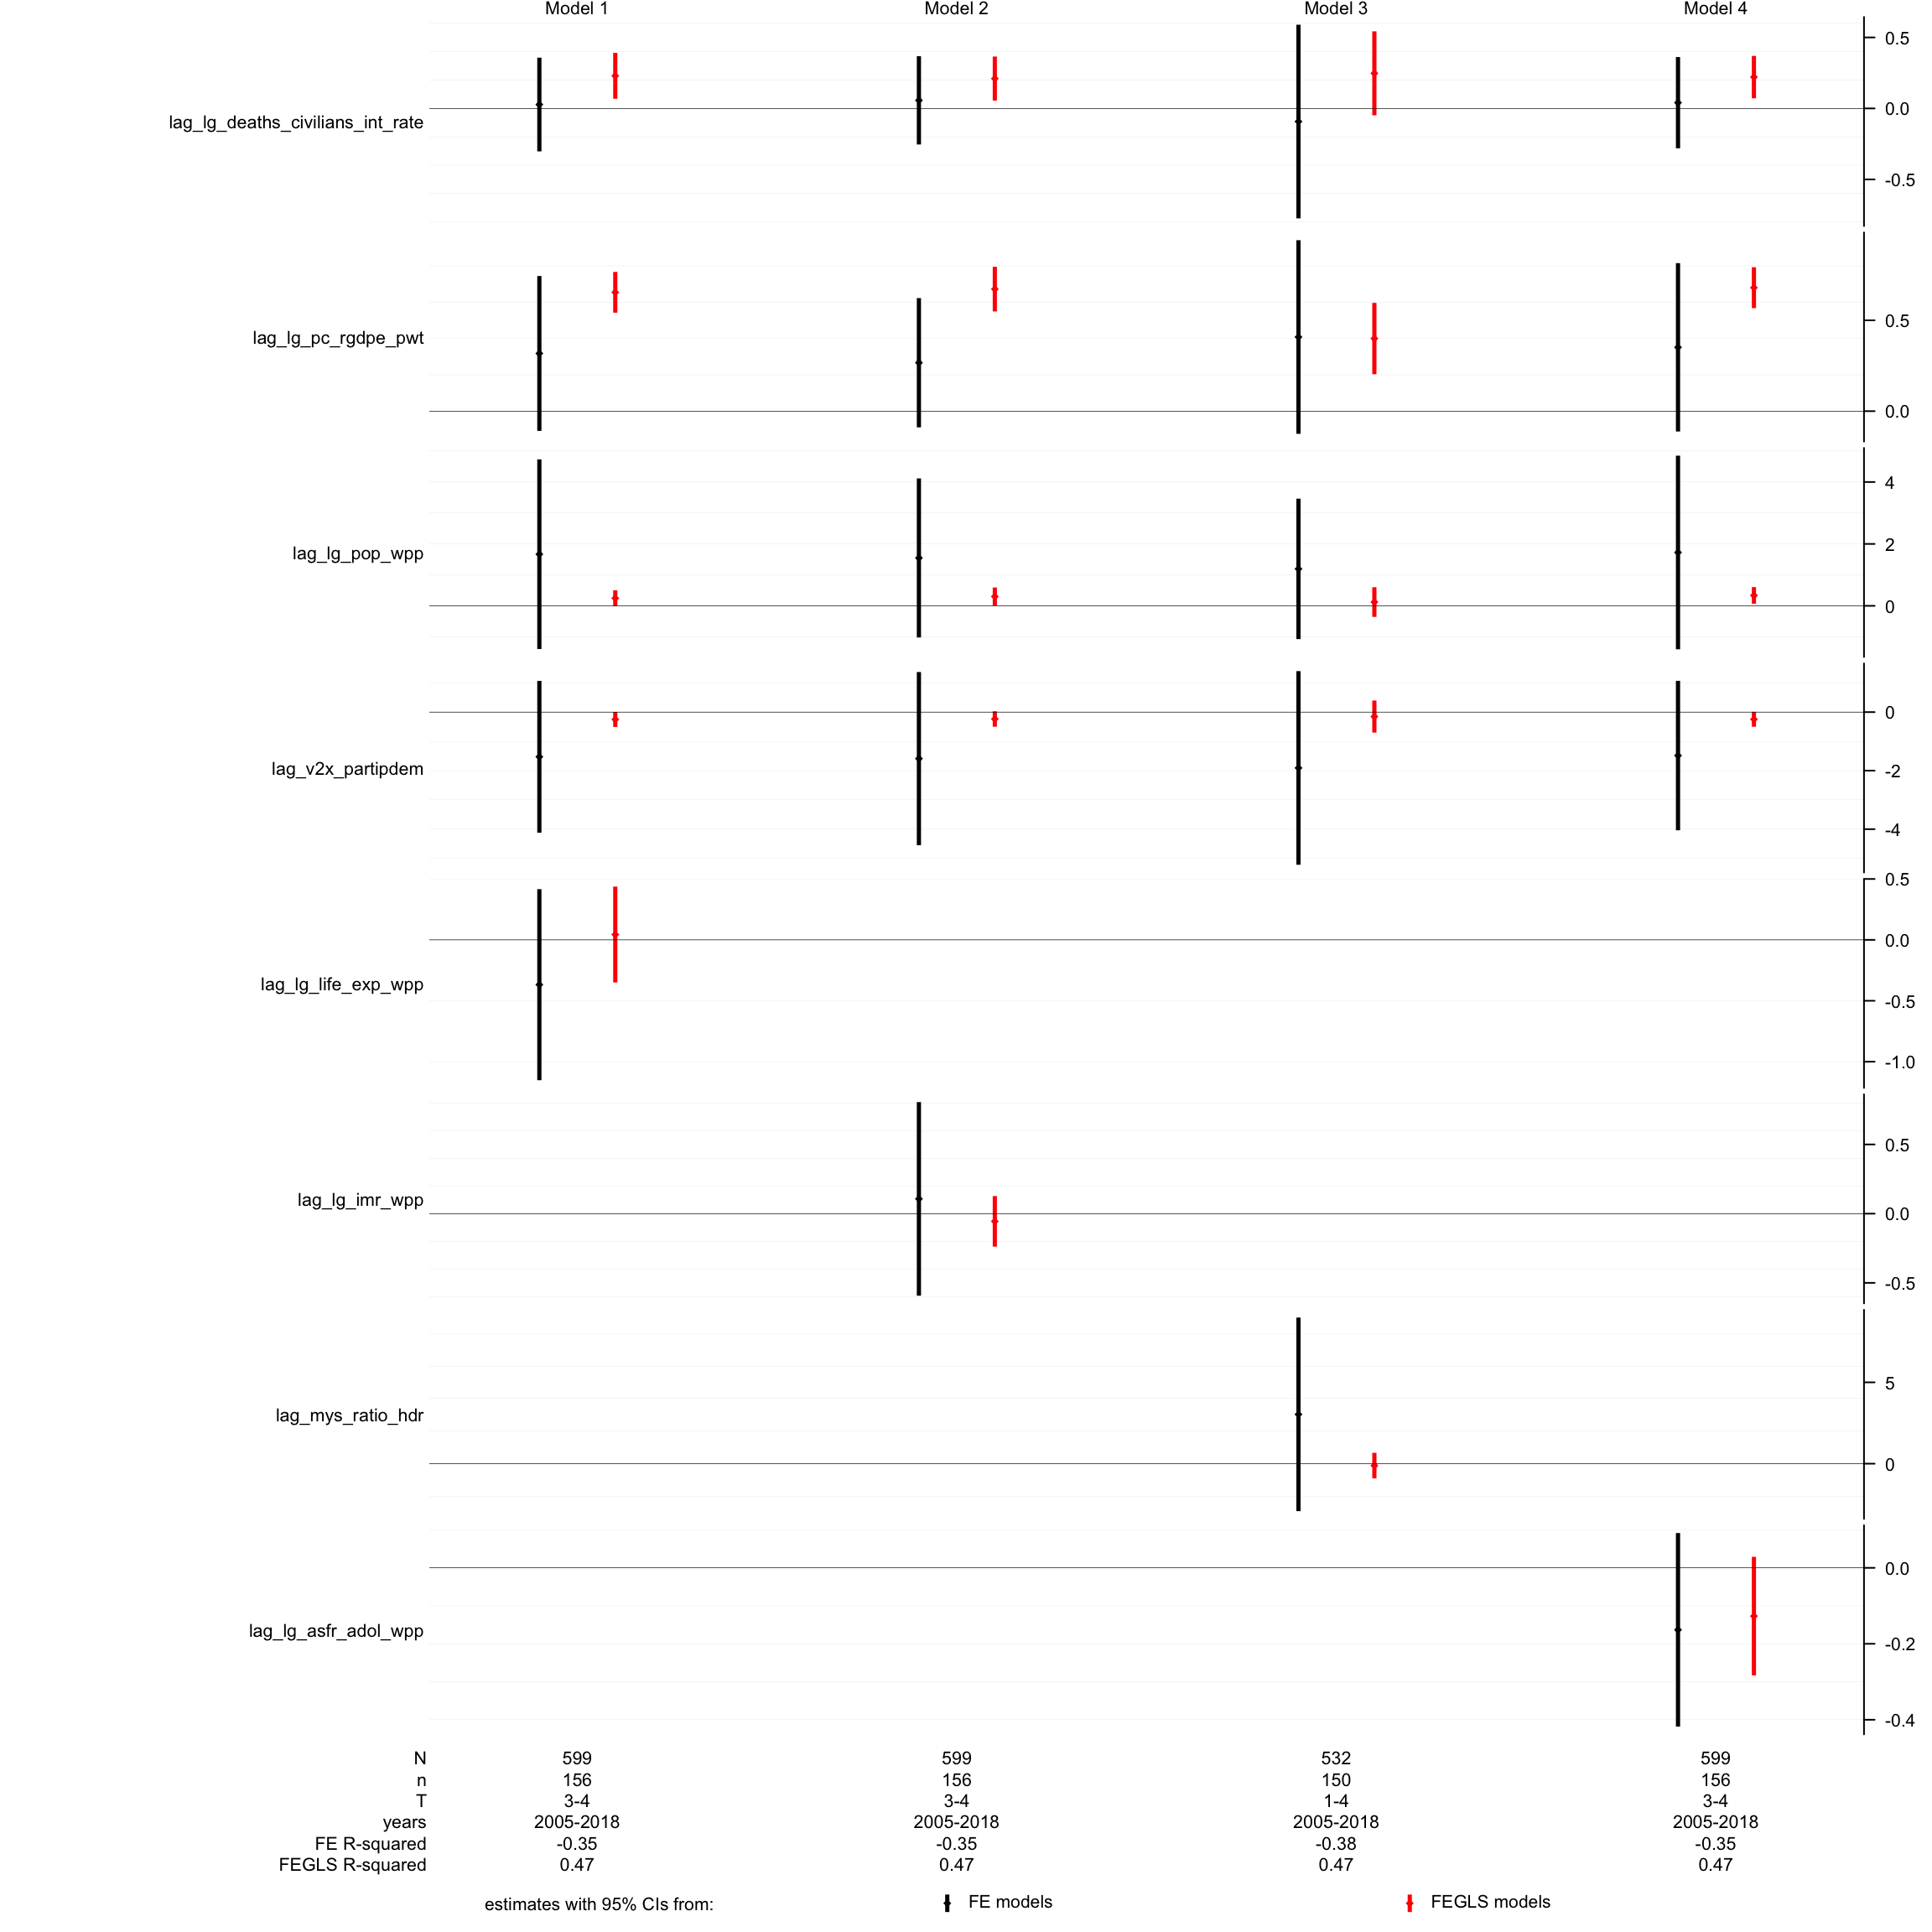 Model 1 Model 2 Model 3 Model 4
0.5
0.0
lag_lg_deaths_civilians_int_rate
-0.5
lag_lg_pc_rgdpe_pwt
0.5
0.0
4
lag_lg_pop_wpp
2
0
0
lag_v2x_partipdem
-2
-4
0.5
0.0
lag_lg_life_exp_wpp
-0.5
-1.0
0.5
lag_lg_imr_wpp
0.0
-0.5
5
lag_mys_ratio_hdr
0
0.0
lag_lg_asfr_adol_wpp
-0.2
-0.4
N 599 599 532 599
n 156 156 150 156
T 3-4 3-4 1-4 3-4
years 2005-2018 2005-2018 2005-2018 2005-2018
FE R-squared -0.35 -0.35 -0.38 -0.35
FEGLS R-squared 0.47 0.47 0.47 0.47
estimates with 95% CIs from: FE models FEGLS models